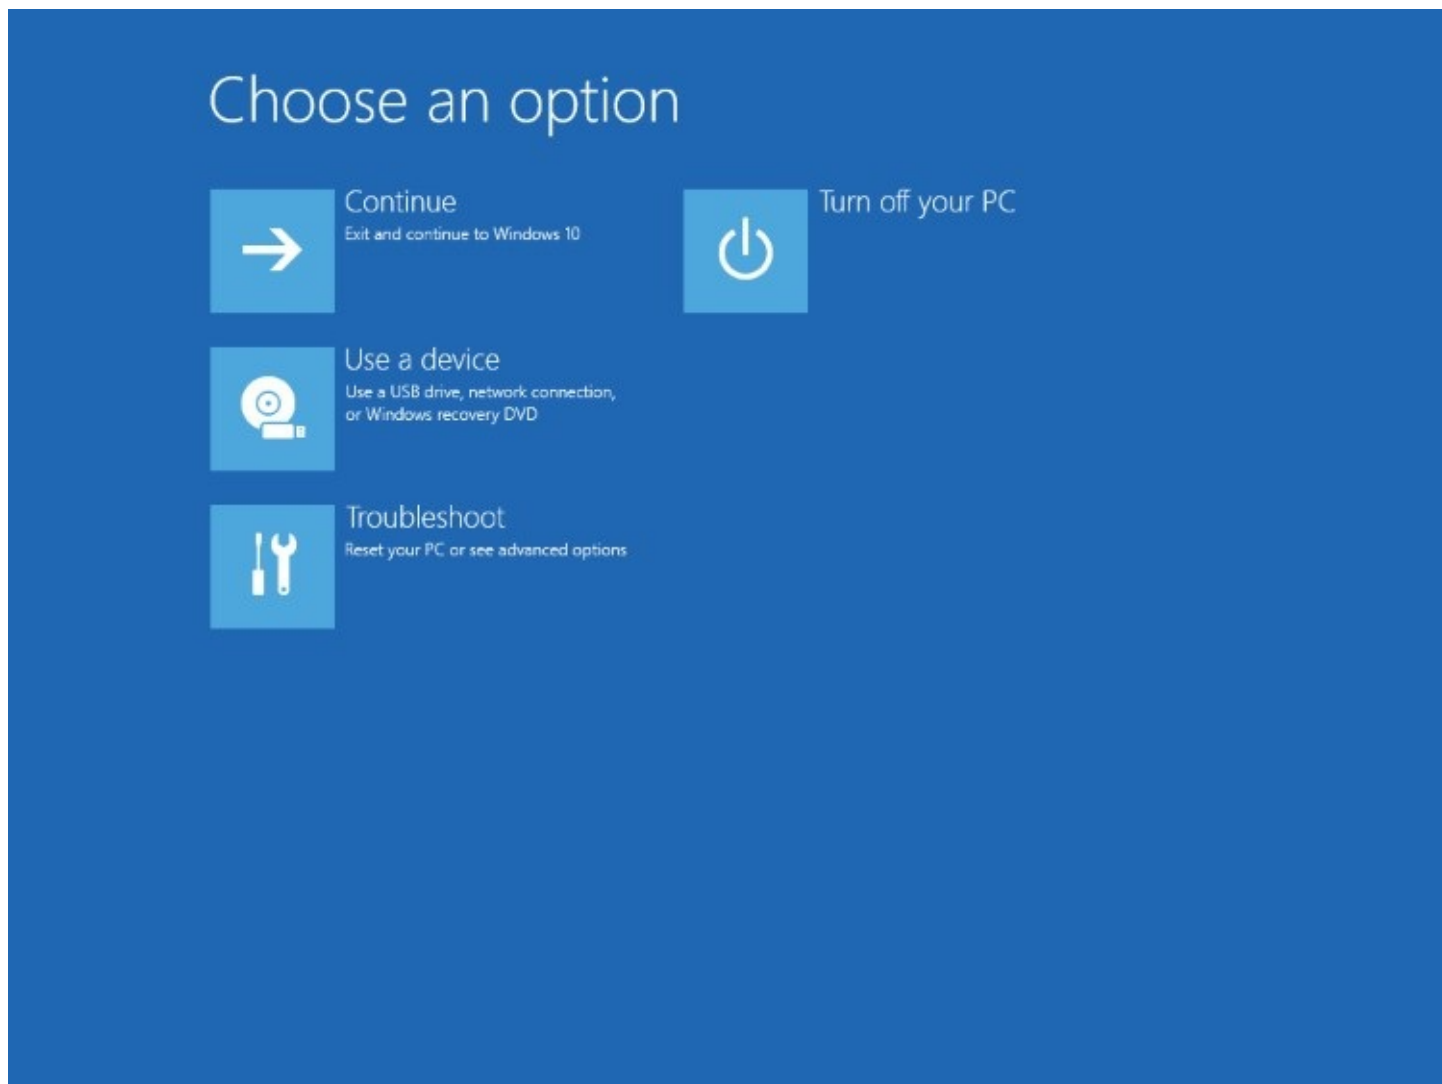 Choose an option
Continue
Exit and continue to Windows 10
Turn off your PC
Use a device
Use a USB drive, network connection,
or Windows recovery DVD
Troubleshoot
Reset your PC or see advanced options